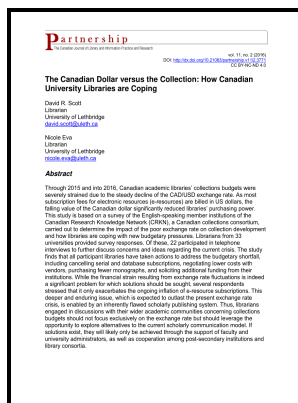 Partnership
The Canadian Journal of Library and Information Practice and Research
vol. 11, no. 2 (2016)
DOI: http://dx.doi.org/10.21083/partnership.v11i2.3771
CC BY-NC-ND 4.0
The Canadian Dollar versus the Collection: How Canadian
University Libraries are Coping
David R. Scott
Librarian
University of Lethbridge
david.scott@uleth.ca
Nicole Eva
Librarian
University of Lethbridge
nicole.eva@uleth.ca
Abstract
Through 2015 and into 2016, Canadian academic libraries' collections budgets were
severely strained due to the steady decline of the CAD/USD exchange rate. As most
subscription fees for electronic resources (e-resources) are billed in US dollars, the
falling value of the Canadian dollar significantly reduced libraries' purchasing power.
This study is based on a survey of the English-speaking member institutions of the
Canadian Research Knowledge Network (CRKN), a Canadian collections consortium,
carried out to determine the impact of the poor exchange rate on collection development
and how libraries are coping with new budgetary pressures. Librarians from 33
universities provided survey responses. Of these, 22 participated in telephone
interviews to further discuss concerns and ideas regarding the current crisis. The study
finds that all participant libraries have taken actions to address the budgetary shortfall,
including cancelling serial and database subscriptions, negotiating lower costs with
vendors, purchasing fewer monographs, and soliciting additional funding from their
institutions. While the financial strain resulting from exchange rate fluctuations is indeed
a significant problem for which solutions should be sought, several respondents
stressed that it only exacerbates the ongoing inflation of e-resource subscriptions. This
deeper and enduring issue, which is expected to outlast the present exchange rate
crisis, is enabled by an inherently flawed scholarly publishing system. Thus, librarians
engaged in discussions with their wider academic communities concerning collections
budgets should not focus exclusively on the exchange rate but should leverage the
opportunity to explore alternatives to the current scholarly communication model. If
solutions exist, they will likely only be achieved through the support of faculty and
university administrators, as well as cooperation among post-secondary institutions and
library consortia.